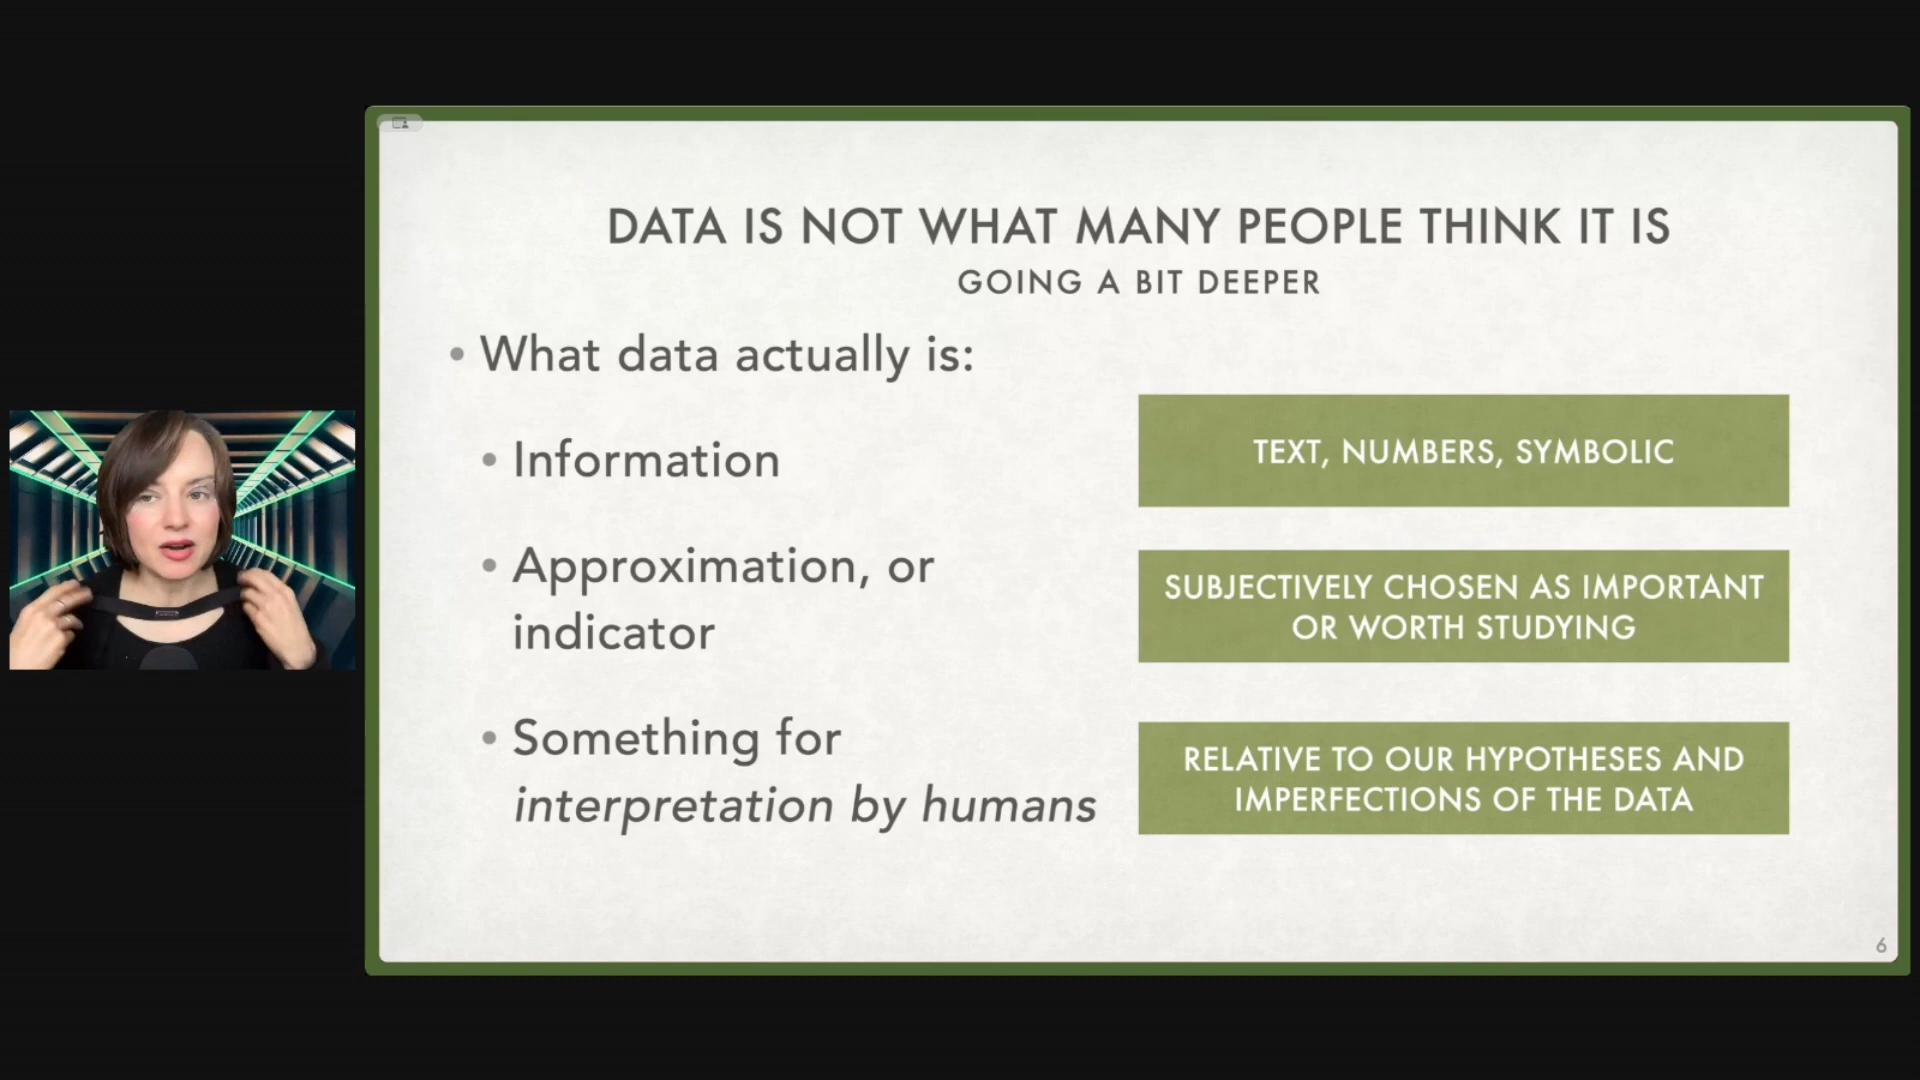 DATA IS NOT WHAT MANY PEOPLE THINK IT IS
GOING A BIT DEEPER
• What data actually is:
• Information
TEXT, NUMBERS, SYMBOLIC
• Approximation, or
indicator
SUBJECTIVELY CHOSEN AS IMPORTANT
OR WORTH STUDYING
• Something for
interpretation by humans
RELATIVE TO OUR HYPOTHESES AND
IMPERFECTIONS OF THE DATA
6